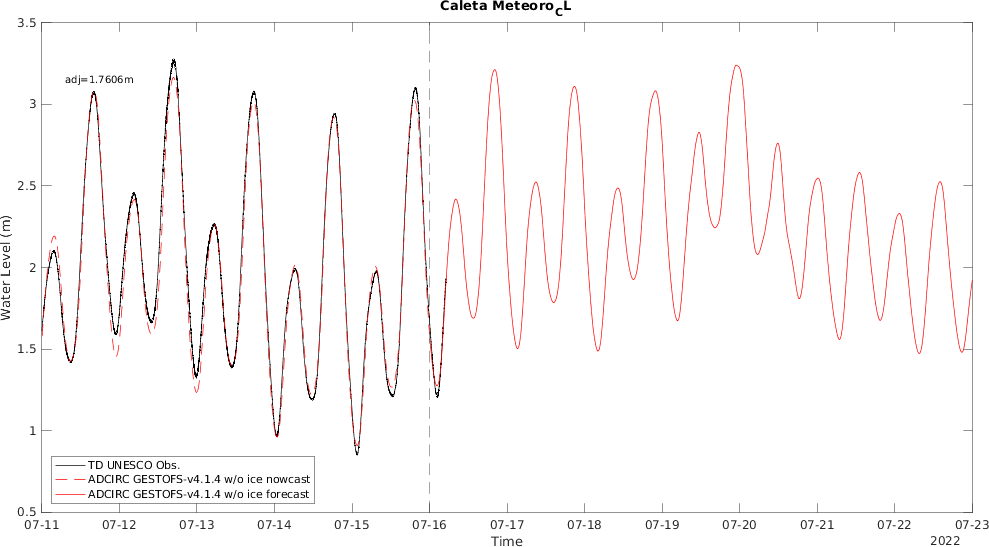 Caleta Meteoro_CL
3.5
3
2.5
2
1.5
1
0.5
Water Level (m)
adj=1.7606m
TD UNESCO Obs.
ADCIRC GESTOFS-v4.1.4 w/o ice nowcast
ADCIRC GESTOFS-v4.1.4 w/o ice forecast
07-11 07-12 07-13 07-14 07-15 07-16 07-17 07-18 07-19 07-20 07-21 07-22 07-23
Time
2022